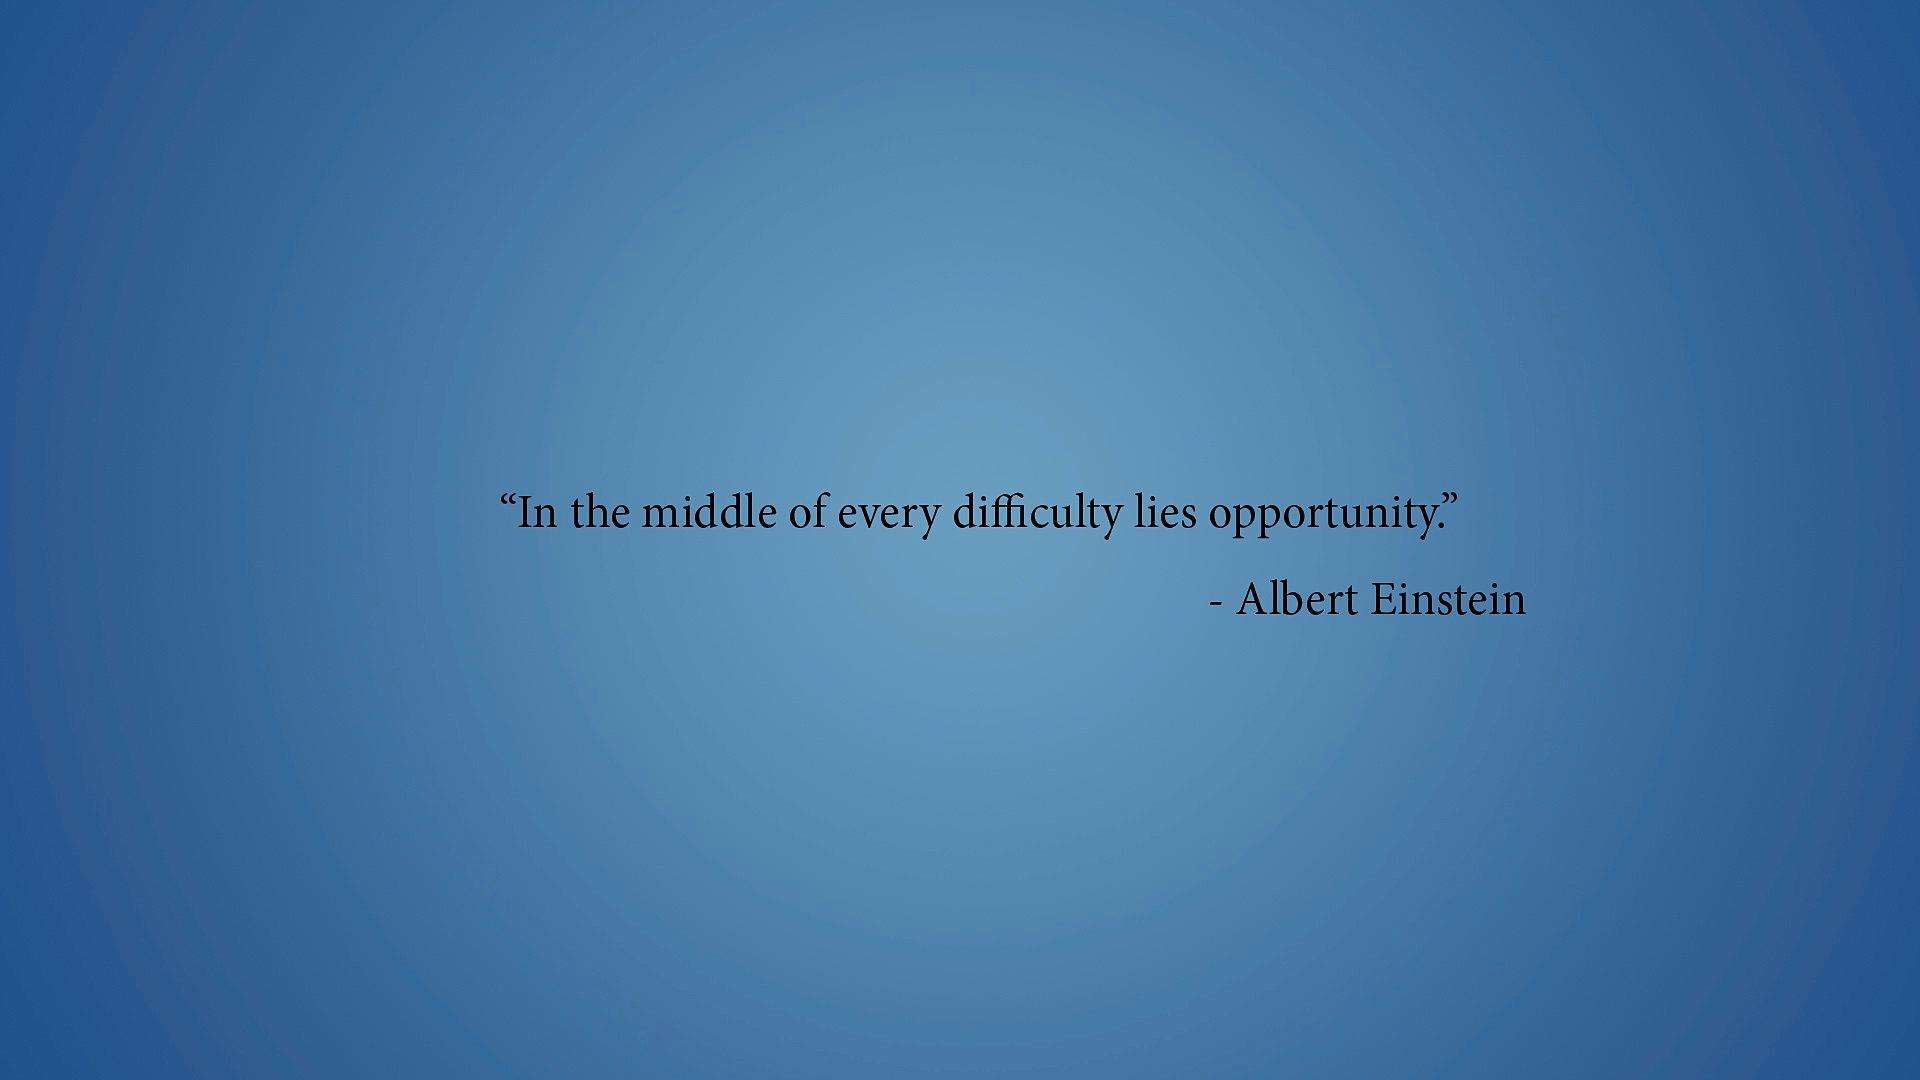 “In the middle of every difficulty lies opportunity.”
- Albert Einstein